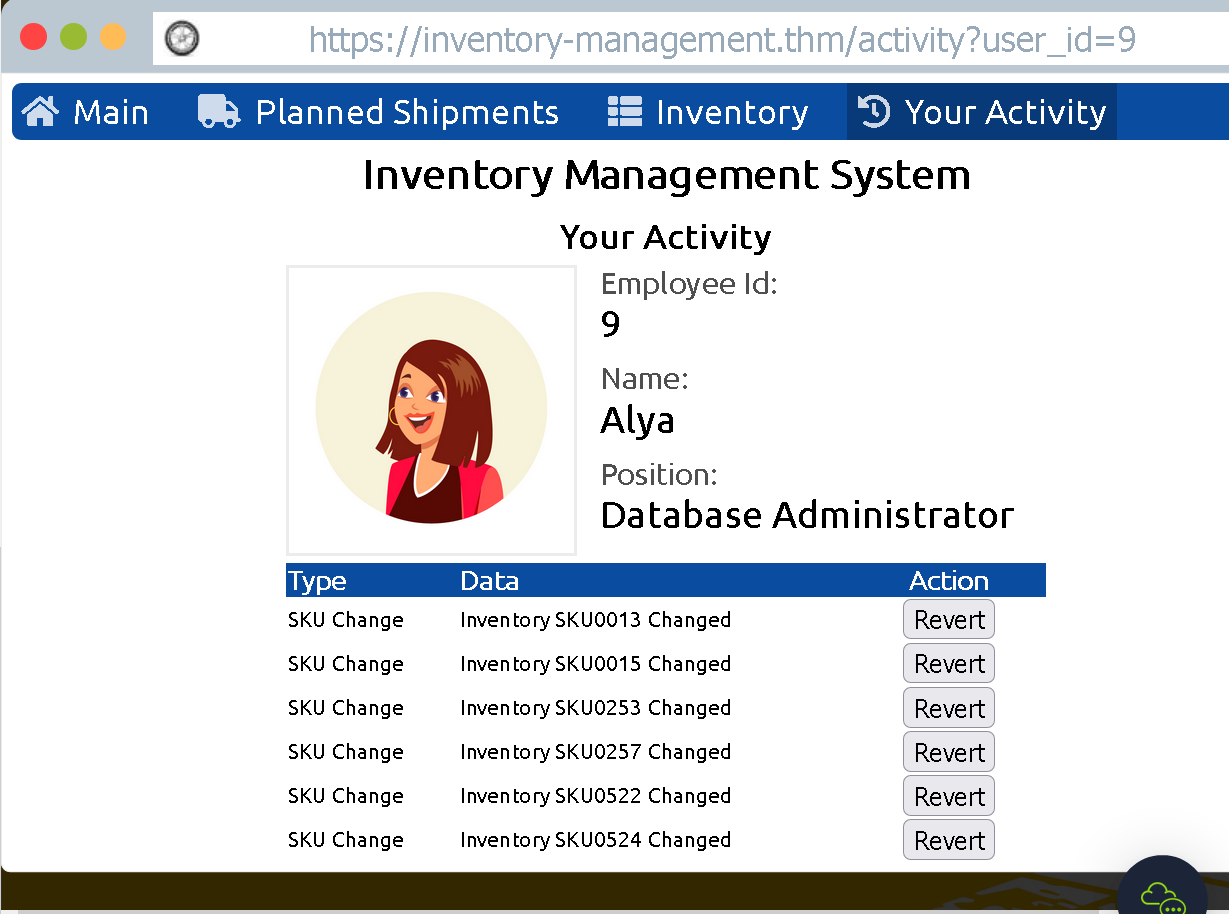 https://inventory-management.thm/activity?user_id=9
Main Planned Shipments Inventory Your Activity
Inventory Management System
Your Activity
Employee Id:
9
Name:
Alya
Position:
Database Administrator
Type Data Action
SKU Change Inventory SKU0013 Changed Revert
SKU Change Inventory SKU0015 Changed Revert
SKU Change Inventory SKU0253 Changed Revert
SKU Change Inventory SKU0257 Changed Revert
SKU Change Inventory SKU0522 Changed Revert
SKU Change Inventory SKU0524 Changed Revert